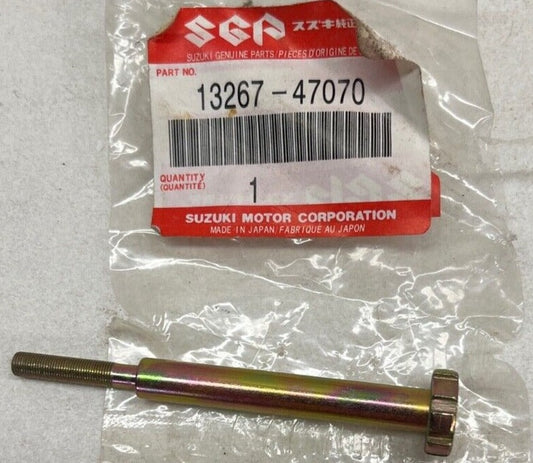 SGP スズキ純正
SUZUKI GENUINE PARTS/PIECES D'ORIGINE DE
PART NO.
13267-47070
QUANTITY
(QUANTITÉ)
1
SUZUKI MOTOR CORPORATION
MADE IN JAPAN/FABRIQUE AU JAPON